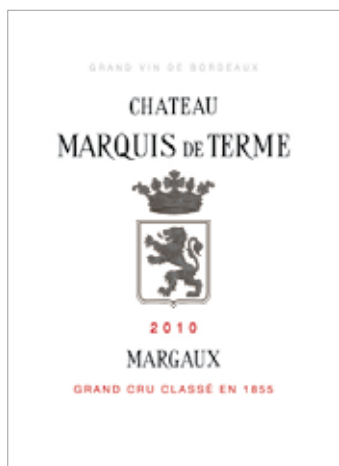 GRAND VIN DE BORDEAUX
CHATEAU
MARQUIS DE TERME
2010
MARGAUX
GRAND CRU CLASSÉ EN 1855